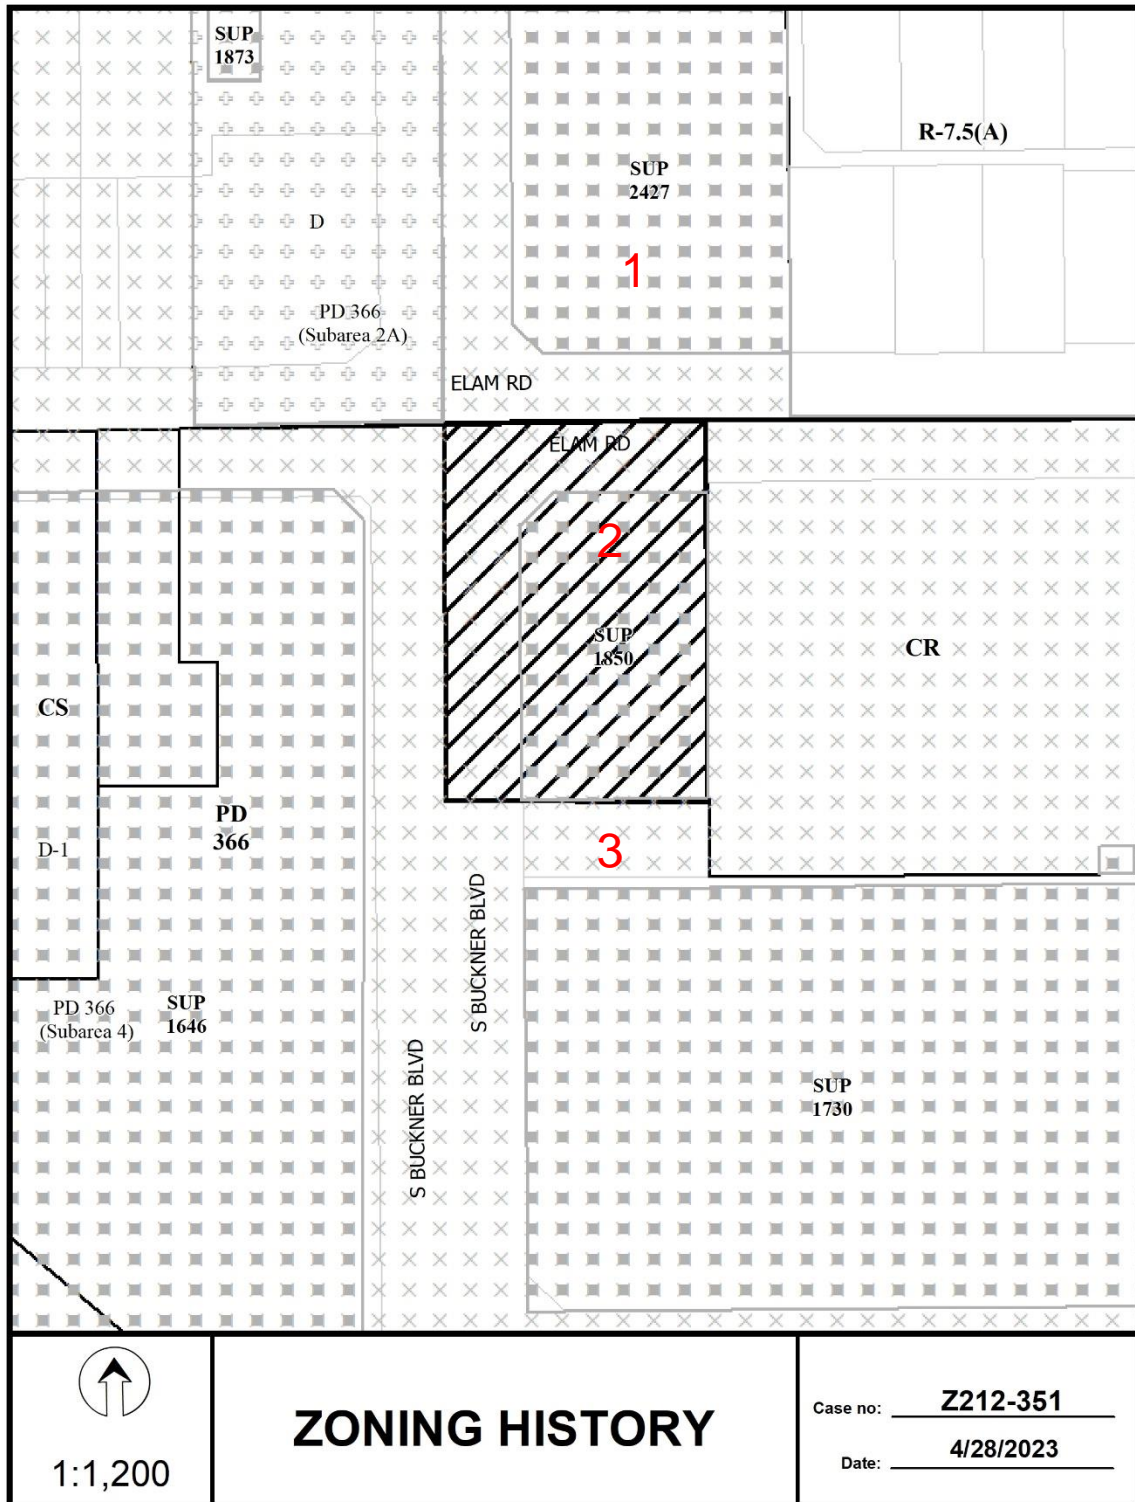 SUP
1873
R-7.5(A)
SUP
2427
D
1
PD 366
(Subarea 2A)
ELAM RD
ELAM RD
2
SUP
1850
CR
CS
PD
366
D-1
3
S BUCKNER BLVD
PD 366
(Subarea 4)
SUP
1646
S BUCKNER BLVD
SUP
1730
1:1,200
ZONING HISTORY
Case no: Z212-351
Date: 4/28/2023